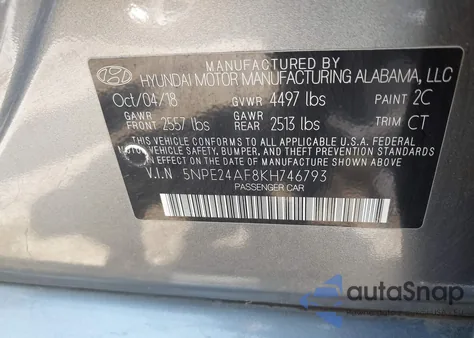 MANUFACTURED BY
HYUNDAI MOTOR MANUFACTURING ALABAMA, LLC
Oct/04/18 GVWR 4497 lbs PAINT 2C
GAWR FRONT 2557 lbs GAWR REAR 2513 lbs TRIM CT
THIS VEHICLE CONFORMS TO ALL APPLICABLE U.S.A. FEDERAL
MOTOR VEHICLE SAFETY, BUMPER, AND THEFT PREVENTION STANDARDS
IN EFFECT ON THE DATE OF MANUFACTURE SHOWN ABOVE.
V.I.N 5NPE24AF8KH746793
PASSENGER CAR
autoSnap